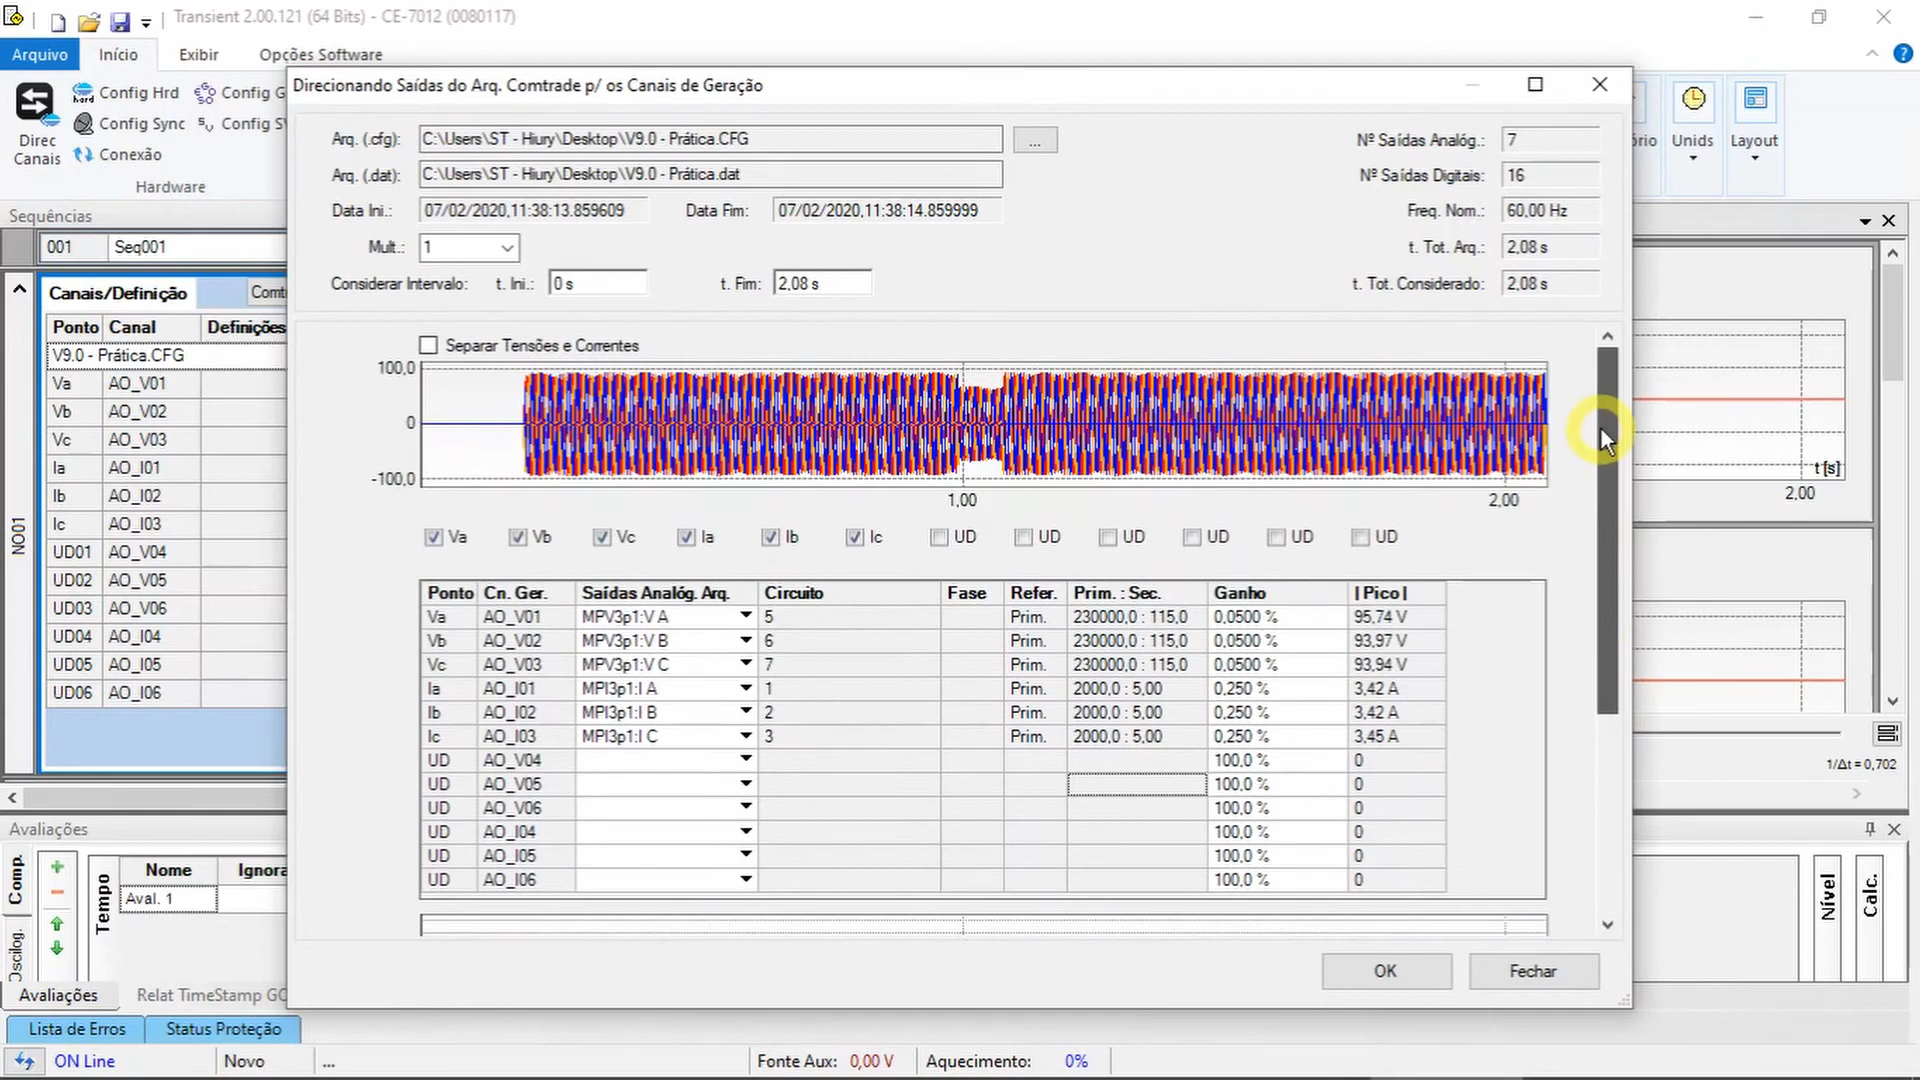 Transient 2.00.121 (64 Bits) - CE-7012 (0080117)
Arquivo Início Exibir Opções Software
Direcionando Saídas do Arq. Comtrade p/ os Canais de Geração
Config Hrd Config G
Config Sync Config S
Conexão
Direc
Canais
Hardware
ório Unids Layout
Arq. (.cfg): C:\Users\ST - Hiury\Desktop\V9.0 - Prática.CFG ... Nº Saídas Analóg.: 7
Arq. (.dat): C:\Users\ST - Hiury\Desktop\V9.0 - Prática.dat Nº Saídas Digitais: 16
Data Ini.: 07/02/2020,11:38:13.859609 Data Fim: 07/02/2020,11:38:14.859999 Freq. Nom.: 60,00 Hz
Mult.: 1 t. Tot. Arq.: 2,08 s
Considerar Intervalo: t. Ini.: 0 s t. Fim: 2,08 s t. Tot. Considerado: 2,08 s
Sequências
001 Seq001
Canais/Definição Comt
Ponto Canal Definições
V9.0 - Prática.CFG
Va AO_V01
Vb AO_V02
Vc AO_V03
Ia AO_I01
Ib AO_I02
Ic AO_I03
UD01 AO_V04
UD02 AO_V05
UD03 AO_V06
UD04 AO_I04
UD05 AO_I05
UD06 AO_I06
NO01
Separar Tensões e Correntes
100,0
0
-100,0
1,00 2,00
t [s]
2,00
Va Vb Vc Ia Ib Ic UD UD UD UD UD UD
Ponto Cn. Ger. Saídas Analóg. Arq. Circuito Fase Refer. Prim. : Sec. Ganho | Pico |
Va AO_V01 MPV3p1:V A 5 Prim. 230000,0 : 115,0 0,0500 % 95,74 V
Vb AO_V02 MPV3p1:V B 6 Prim. 230000,0 : 115,0 0,0500 % 93,97 V
Vc AO_V03 MPV3p1:V C 7 Prim. 230000,0 : 115,0 0,0500 % 93,94 V
Ia AO_I01 MPI3p1:I A 1 Prim. 2000,0 : 5,00 0,250 % 3,42 A
Ib AO_I02 MPI3p1:I B 2 Prim. 2000,0 : 5,00 0,250 % 3,42 A
Ic AO_I03 MPI3p1:I C 3 Prim. 2000,0 : 5,00 0,250 % 3,45 A
UD AO_V04 100,0 % 0
UD AO_V05 100,0 % 0
UD AO_V06 100,0 % 0
UD AO_I04 100,0 % 0
UD AO_I05 100,0 % 0
UD AO_I06 100,0 % 0
1/Δt = 0,702
OK Fechar
Avaliações
Comp.
Oscilog.
Tempo
Nome Ignora
Aval. 1
Nível
Calc.
Avaliações Relat TimeStamp GO
Lista de Erros Status Proteção
ON Line Novo ... Fonte Aux: 0,00 V Aquecimento: 0%